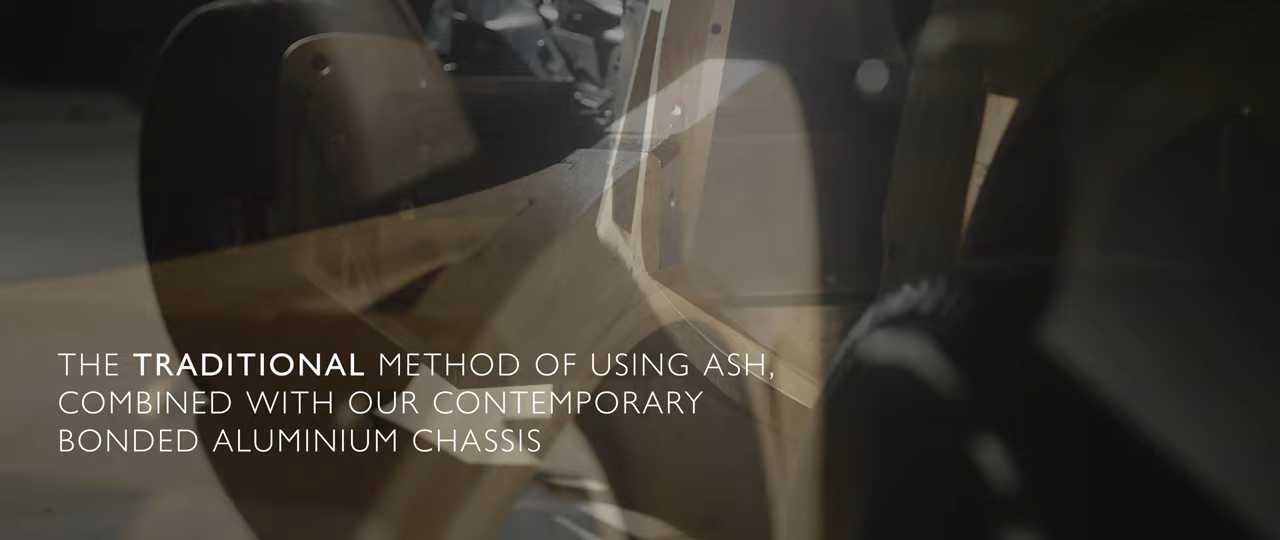 THE TRADITIONAL METHOD OF USING ASH,
COMBINED WITH OUR CONTEMPORARY
BONDED ALUMINIUM CHASSIS